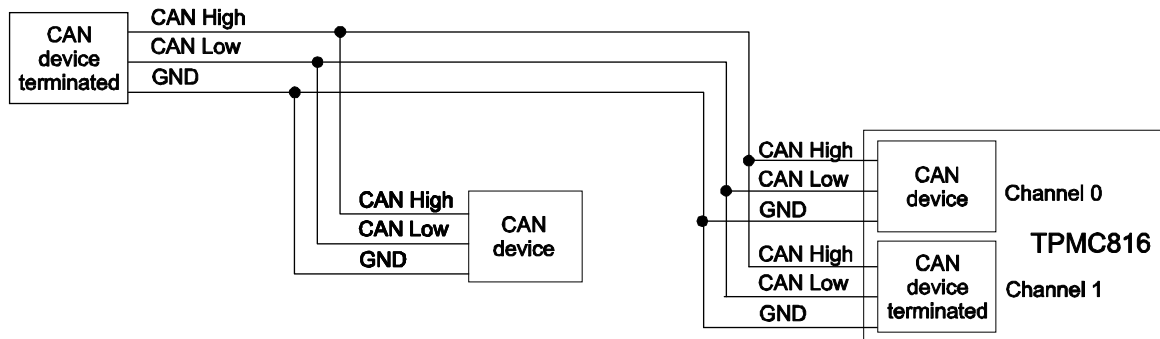 CAN
device
terminated
CAN High
CAN Low
GND
CAN High
CAN Low
GND
CAN
device
CAN High
CAN Low
GND
CAN
device
Channel 0
TPMC816
CAN High
CAN Low
GND
CAN
device
terminated
Channel 1